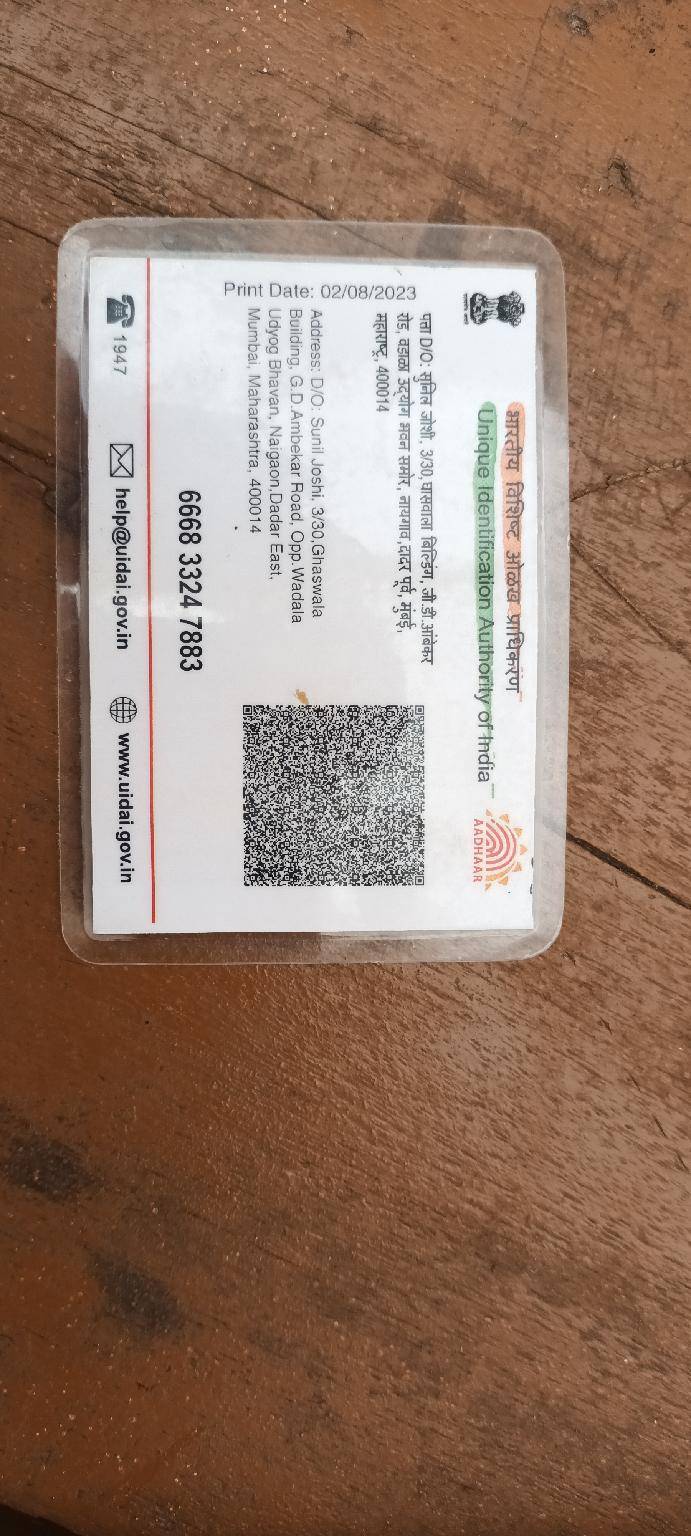 भारतीय विशिष्ट ओळख प्राधिकरण
Unique Identification Authority of India
AADHAAR
Print Date: 02/08/2023
पत्ता D/O: सुनिल जोशी, 3/30,घासवाला बिल्डिंग, जी.डी.आंबेकर
रोड, वडाळा उद्योग भवन समोर, नायगाव,दादर पूर्व, मुंबई,
महाराष्ट्र, 400014
Address: D/O: Sunil Joshi, 3/30,Ghaswala
Building, G.D.Ambekar Road, Opp.Wadala
Udyog Bhavan, Naigaon,Dadar East,
Mumbai, Maharashtra, 400014
6668 3324 7883
1947
help@uidai.gov.in
www.uidai.gov.in